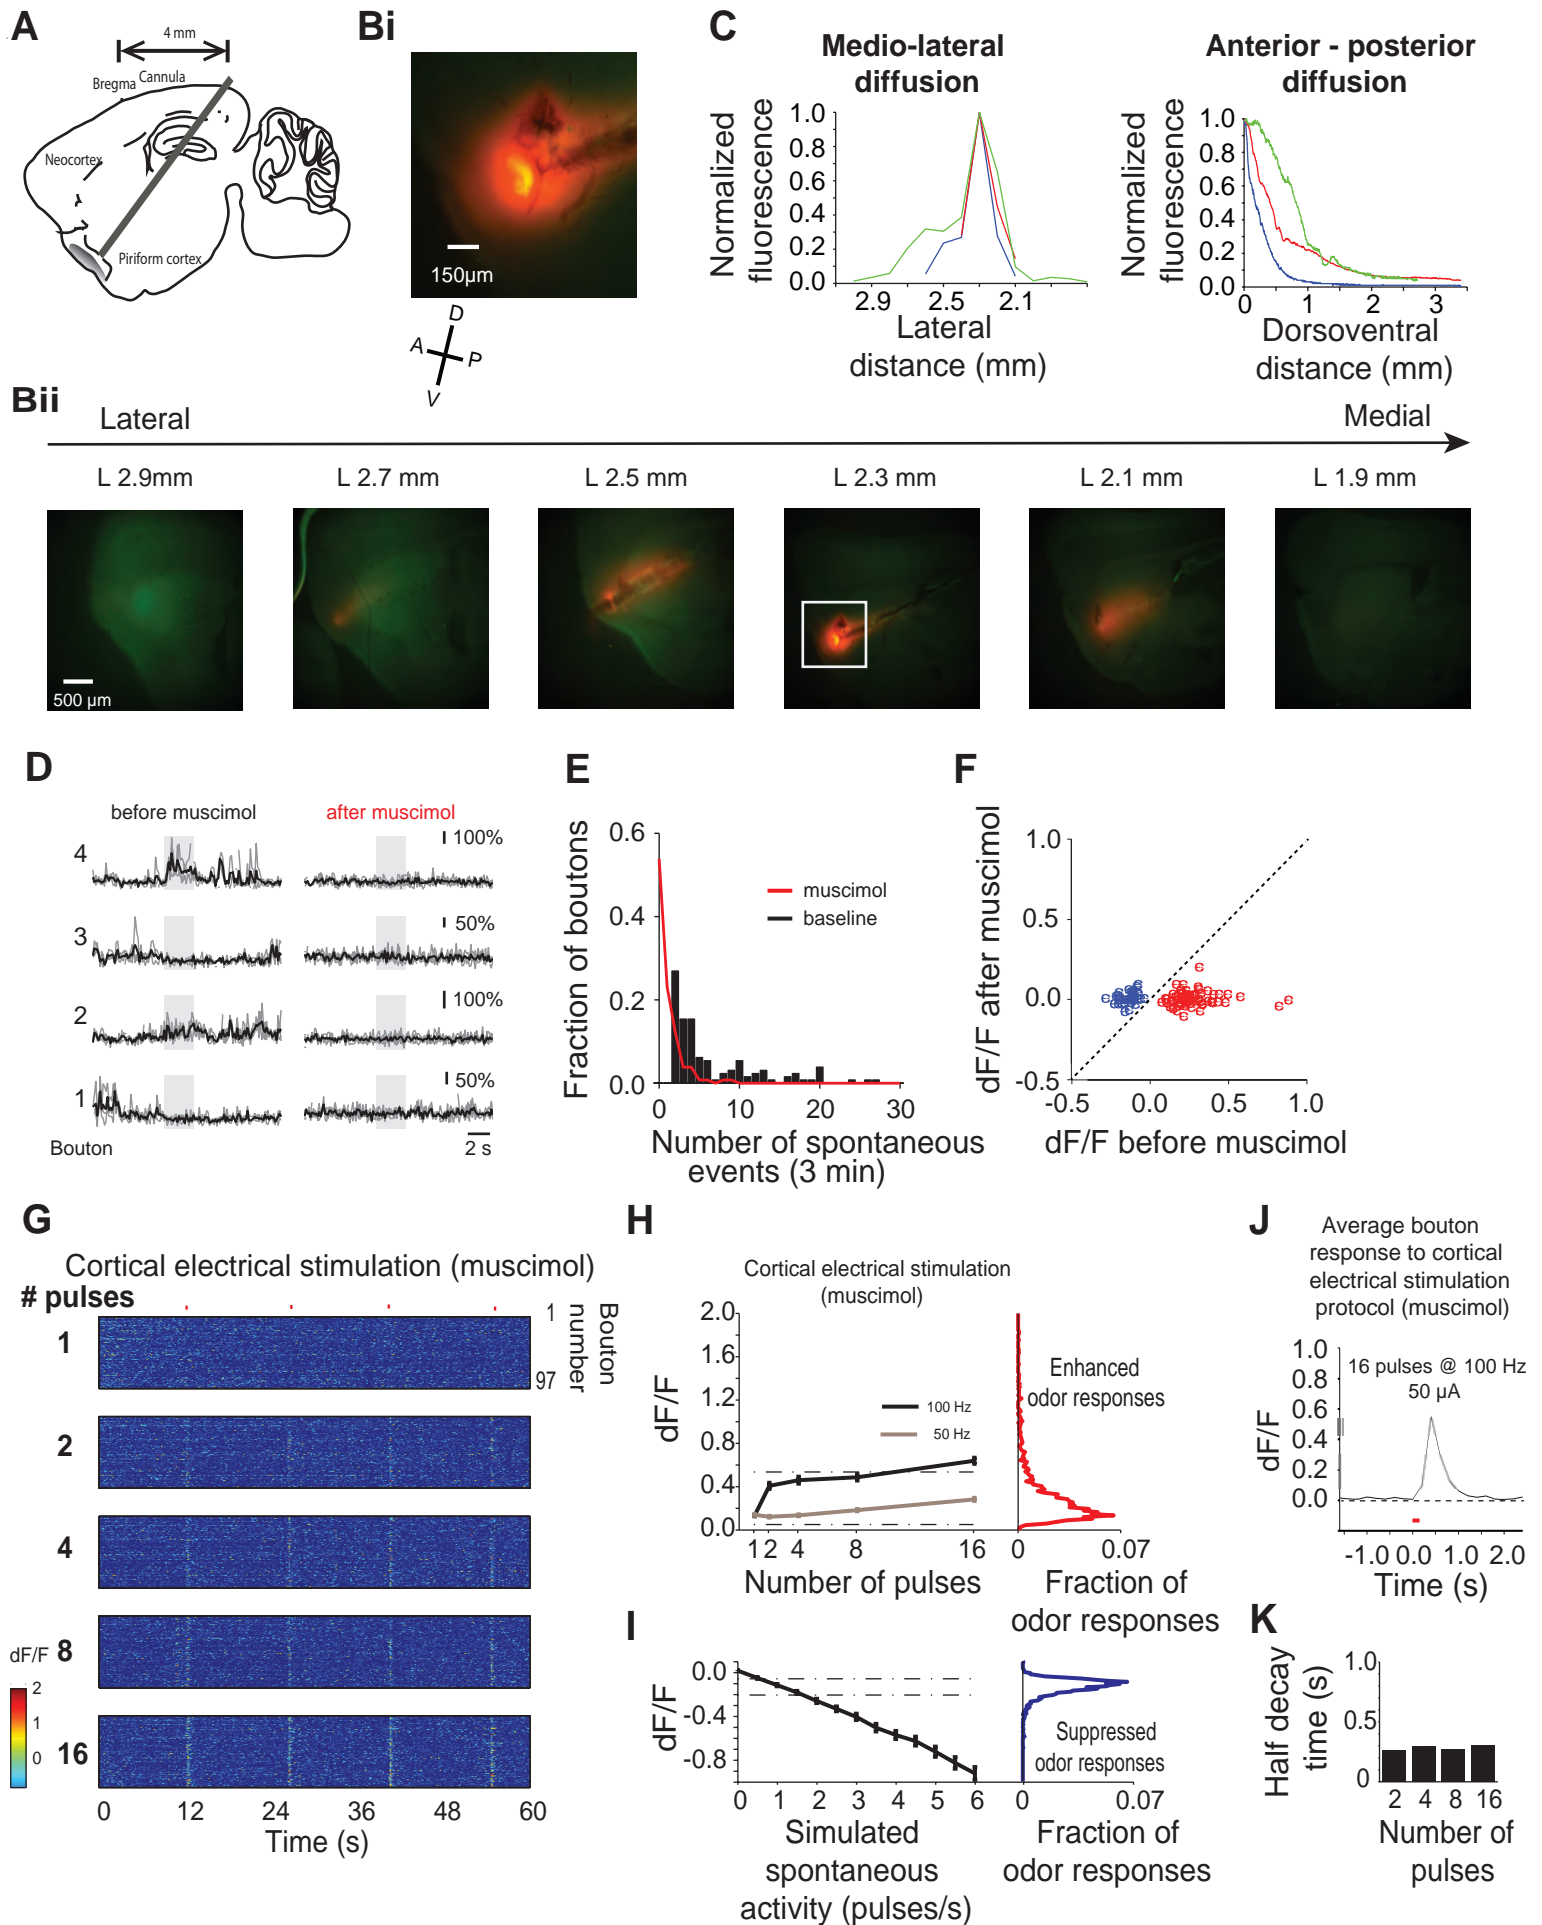 A
4 mm
Bregma
Cannula
Neocortex
Piriform cortex
Bi
150µm
D
A
P
V
C
Medio-lateral
diffusion
Normalized
fluorescence
1.0
0.8
0.6
0.4
0.2
0.0
2.9
2.5
2.1
Lateral
distance (mm)
Anterior - posterior
diffusion
Normalized
fluorescence
1.0
0.8
0.6
0.4
0.2
0.0
0
1
2
3
Dorsoventral
distance (mm)
Bii
Lateral
Medial
L 2.9mm
L 2.7 mm
L 2.5 mm
L 2.3 mm
L 2.1 mm
L 1.9 mm
500 µm
D
before muscimol
after muscimol
4
100%
3
50%
2
100%
1
50%
Bouton
2 s
E
Fraction of boutons
0.6
0.4
0.2
0.0
muscimol
baseline
0
10
20
30
Number of spontaneous
events (3 min)
F
dF/F after muscimol
1.0
0.5
0.0
-0.5
-0.5
0.0
0.5
1.0
dF/F before muscimol
G
Cortical electrical stimulation (muscimol)
# pulses
1
2
4
8
16
1
97
Bouton
number
dF/F
2
1
0
0
12
24
36
48
60
Time (s)
H
Cortical electrical stimulation
(muscimol)
dF/F
2.0
1.6
1.2
0.8
0.4
0.0
100 Hz
50 Hz
1 2 4 8 16
Number of pulses
Enhanced
odor responses
0
0.07
Fraction of
odor responses
I
dF/F
0.0
-0.4
-0.8
0 1 2 3 4 5 6
Simulated
spontaneous
activity (pulses/s)
Suppressed
odor responses
0
0.07
Fraction of
odor responses
J
Average bouton
response to cortical
electrical stimulation
protocol (muscimol)
dF/F
1.0
0.8
0.6
0.4
0.2
0.0
16 pulses @ 100 Hz
50 µA
-1.0 0.0 1.0 2.0
Time (s)
K
Half decay
time (s)
1.0
0.5
0
2 4 8 16
Number of
pulses